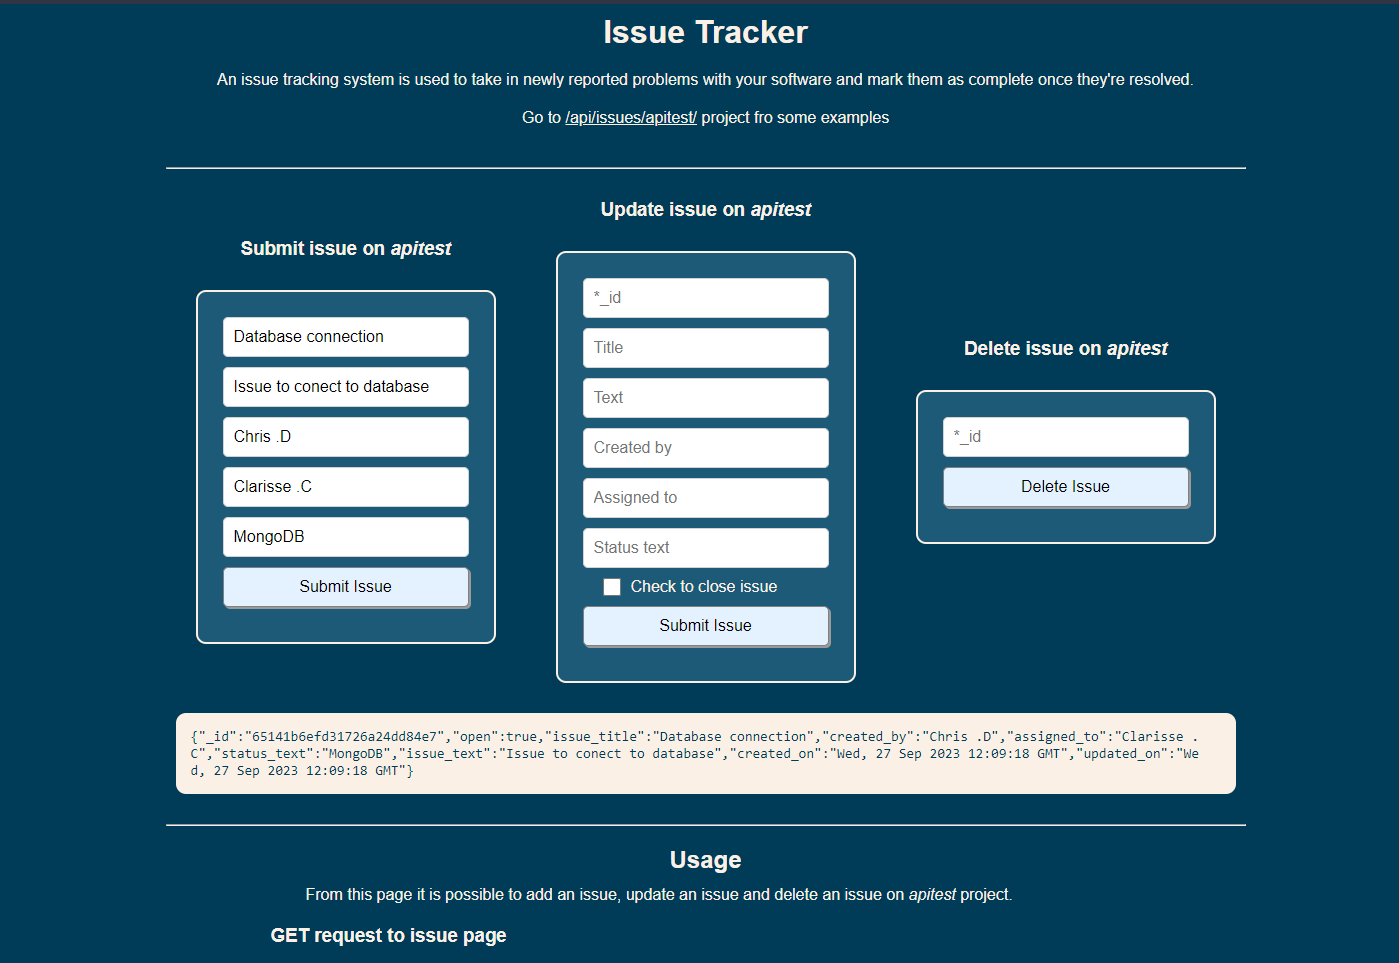 Issue Tracker
An issue tracking system is used to take in newly reported problems with your software and mark them as complete once they're resolved.
Go to /api/issues/apitest/ project fro some examples
Submit issue on apitest
Database connection
Issue to conect to database
Chris .D
Clarisse .C
MongoDB
Submit Issue
Update issue on apitest
*_id
Title
Text
Created by
Assigned to
Status text
Check to close issue
Submit Issue
Delete issue on apitest
*_id
Delete Issue
{"_id":"65141b6efd31726a24dd84e7","open":true,"issue_title":"Database connection","created_by":"Chris .D","assigned_to":"Clarisse .
C","status_text":"MongoDB","issue_text":"Issue to conect to database","created_on":"Wed, 27 Sep 2023 12:09:18 GMT","updated_on":"We
d, 27 Sep 2023 12:09:18 GMT"}
Usage
From this page it is possible to add an issue, update an issue and delete an issue on apitest project.
GET request to issue page